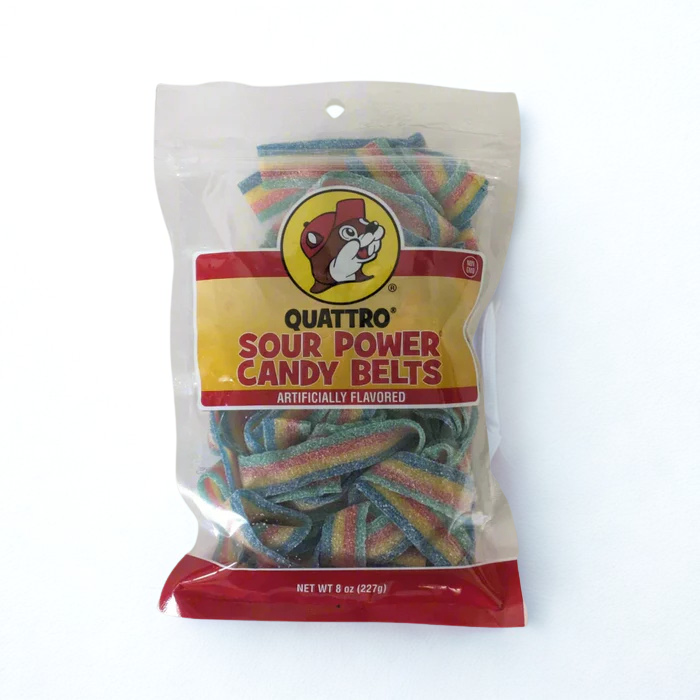 ®
QUATTRO®
SOUR POWER
CANDY BELTS
ARTIFICIALLY FLAVORED
NET WT 8 oz (227g)